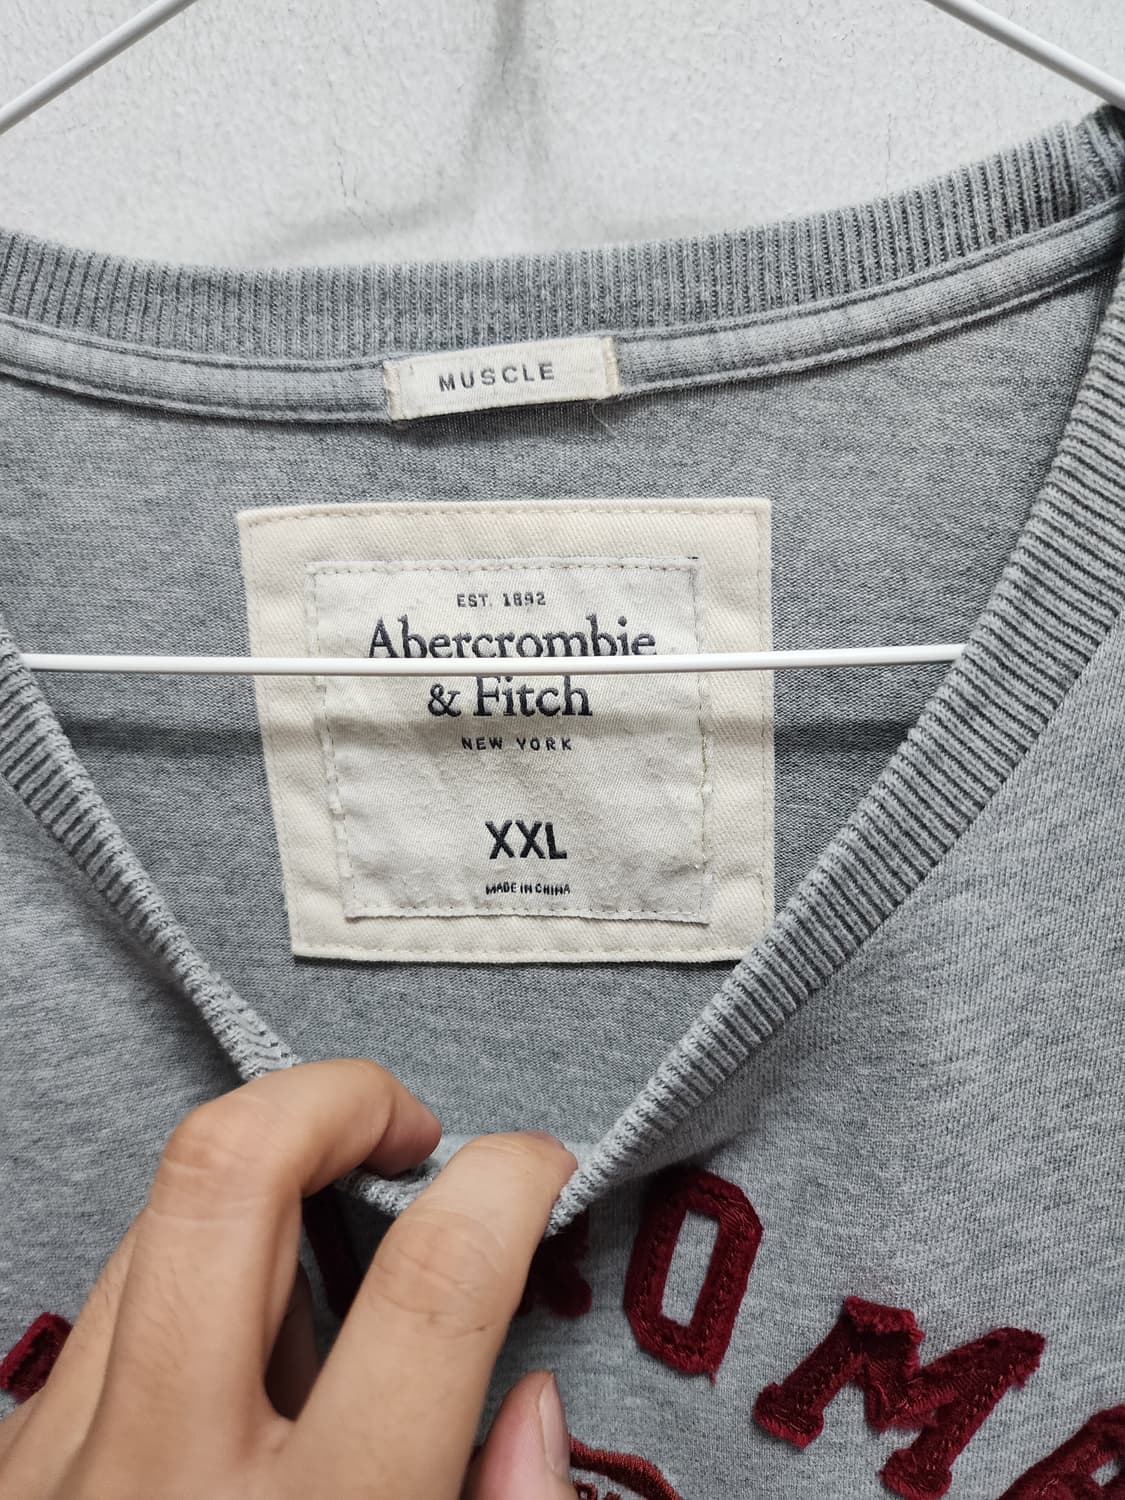 MUSCLE
EST. 1892
Abercrombie
& Fitch
NEW YORK
XXL
MADE IN CHINA